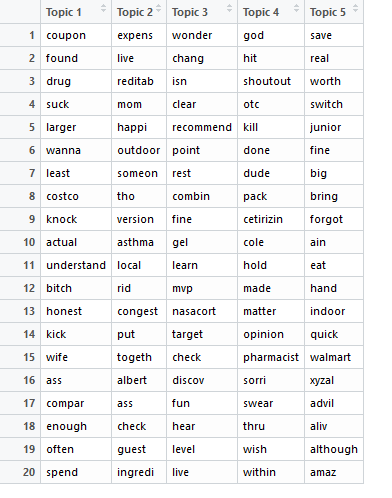 Topic 1 Topic 2 Topic 3 Topic 4 Topic 5
1 coupon expens wonder god save
2 found live chang hit real
3 drug reditab isn shoutout worth
4 suck mom clear otc switch
5 larger happi recommend kill junior
6 wanna outdoor point done fine
7 least someon rest dude big
8 costco tho combin pack bring
9 knock version fine cetirizin forgot
10 actual asthma gel cole ain
11 understand local learn hold eat
12 bitch rid mvp made hand
13 honest congest nasacort matter indoor
14 kick put target opinion quick
15 wife togeth check pharmacist walmart
16 ass albert discov sorri xyzal
17 compar ass fun swear advil
18 enough check hear thru aliv
19 often guest level wish although
20 spend ingredi live within amaz